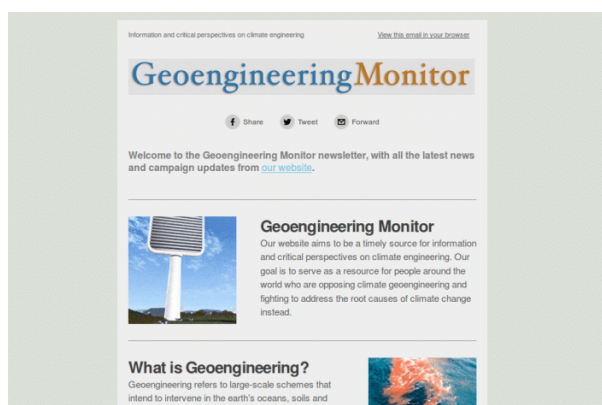 Information and critical perspectives on climate engineering
View this email in your browser
GeoengineeringMonitor
Share Tweet Forward
Welcome to the Geoengineering Monitor newsletter, with all the latest news
and campaign updates from our website.
Geoengineering Monitor
Our website aims to be a timely source for information
and critical perspectives on climate engineering. Our
goal is to serve as a resource for people around the
world who are opposing climate geoengineering and
fighting to address the root causes of climate change
instead.
What is Geoengineering?
Geoengineering refers to large-scale schemes that
intend to intervene in the earth's oceans, soils and